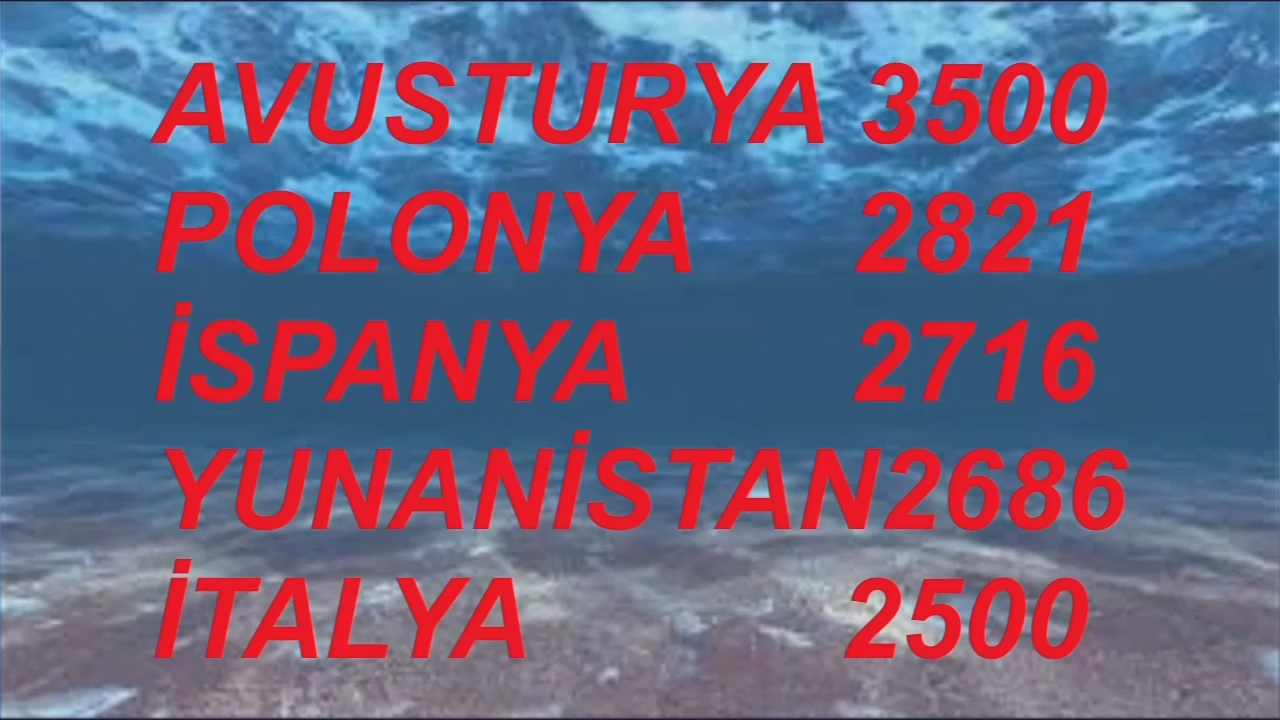 AVUSTURYA 3500
POLONYA 2821
İSPANYA 2716
YUNANİSTAN2686
İTALYA 2500